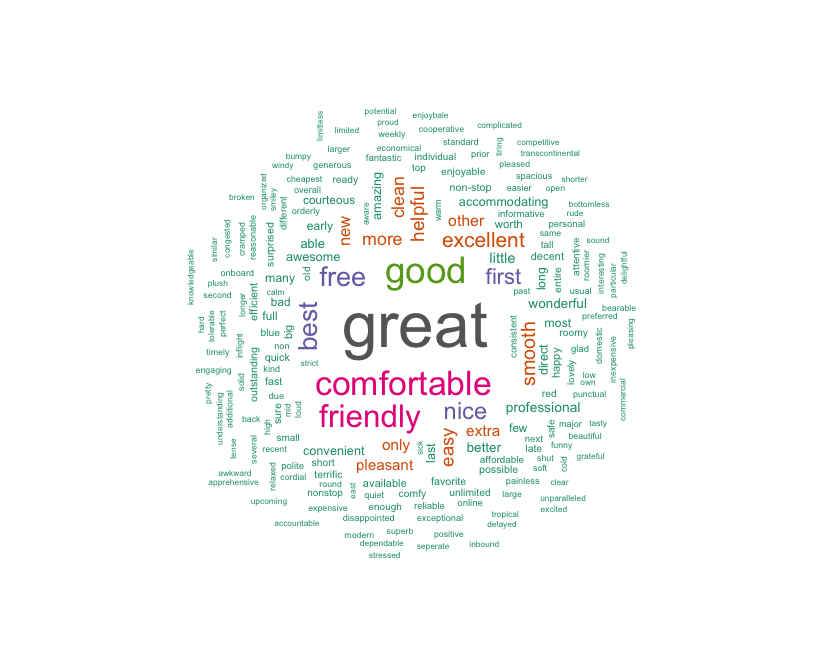 potential
enjoybale
limitless
proud
limited
weekly
cooperative
complicated
larger
economical
standard
tiring
competitive
bumpy
fantastic
individual
prior
transcontinental
windy
generous
top
enjoyable
pleased
cheapest
ready
amazing
clean
helpful
non-stop
spacious
shorter
organized
smiley
overall
easier
open
broken
different
courteous
aware
warm
accommodating
bottomless
orderly
informative
rude
reasonable
cramped
congested
similar
surprised
early
new
more
other
worth
personal
able
excellent
same
tall
sound
awesome
little
decent
attentive
roomier
interesting
particular
delightful
knowledgeable
onboard
many
old
free
good
first
long
entire
plush
second
longer
efficient
calm
bad
past
usual
bearable
wonderful
preferred
pleasing
hard
tolerable
perfect
full
best
great
consistent
smooth
most
roomy
blue
big
timely
inflight
non
quick
direct
happy
lovely
glad
domestic
inexpensive
engaging
solid
outstanding
kind
strict
low
own
commercial
pretty
fast
comfortable
red
punctual
understanding
additional
due
sure
mid
loud
friendly
nice
professional
back
high
few
safe
major
tasty
tense
several
small
only
sick
last
easy
extra
next
late
beautiful
funny
recent
convenient
better
grateful
awkward
apprehensive
relaxed
polite
cordial
short
terrific
pleasant
affordable
possible
shut
soft
cold
round
nonstop
east
available
quiet
comfy
favorite
unlimited
painless
clear
large
unparalleled
upcoming
expensive
enough
reliable
online
excited
accountable
disappointed
exceptional
tropical
delayed
modern
superb
positive
dependable
seperate
inbound
stressed